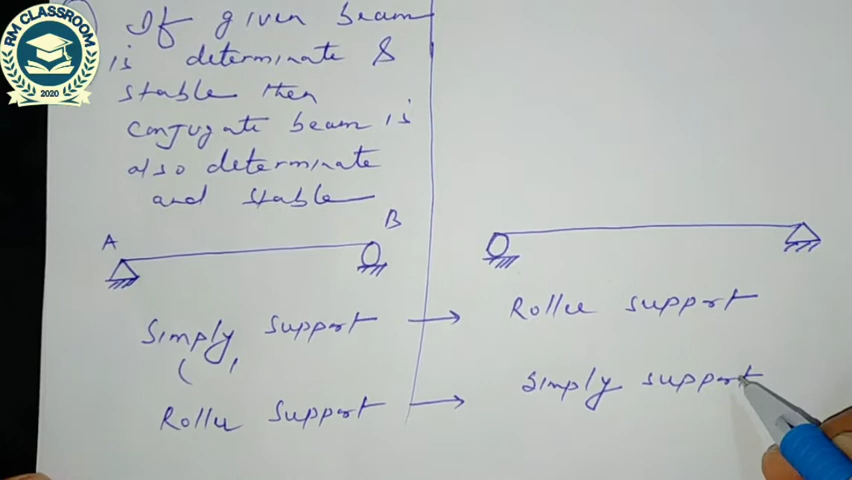 RM CLASSROOM
2020
If given beam
is determinate &
stable then
conjugate beam is
also determinate
and stable
A
B
Simply support → Roller support
( )
Roller support → Simply support